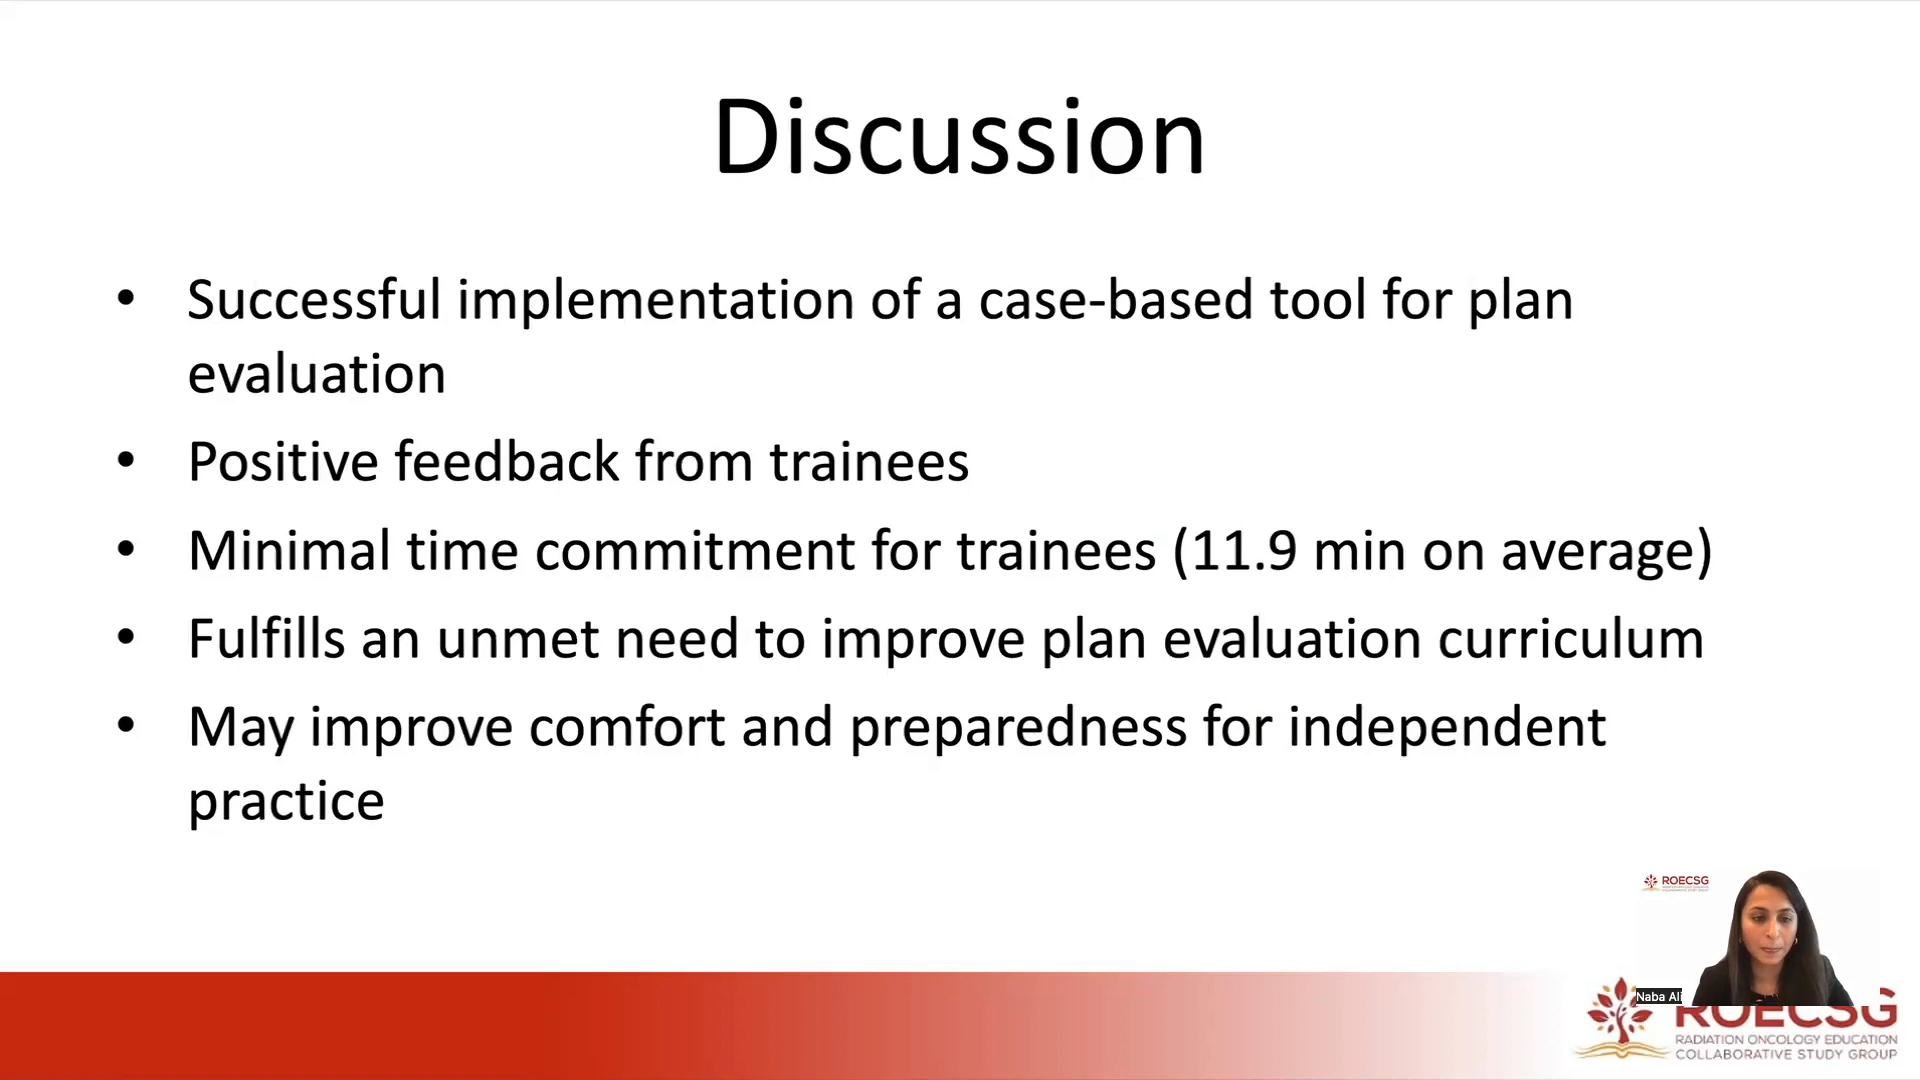 Discussion
• Successful implementation of a case-based tool for plan
evaluation
• Positive feedback from trainees
• Minimal time commitment for trainees (11.9 min on average)
• Fulfills an unmet need to improve plan evaluation curriculum
• May improve comfort and preparedness for independent
practice
ROECSG
Naba Ali
ROECSG
RADIATION ONCOLOGY EDUCATION
COLLABORATIVE STUDY GROUP